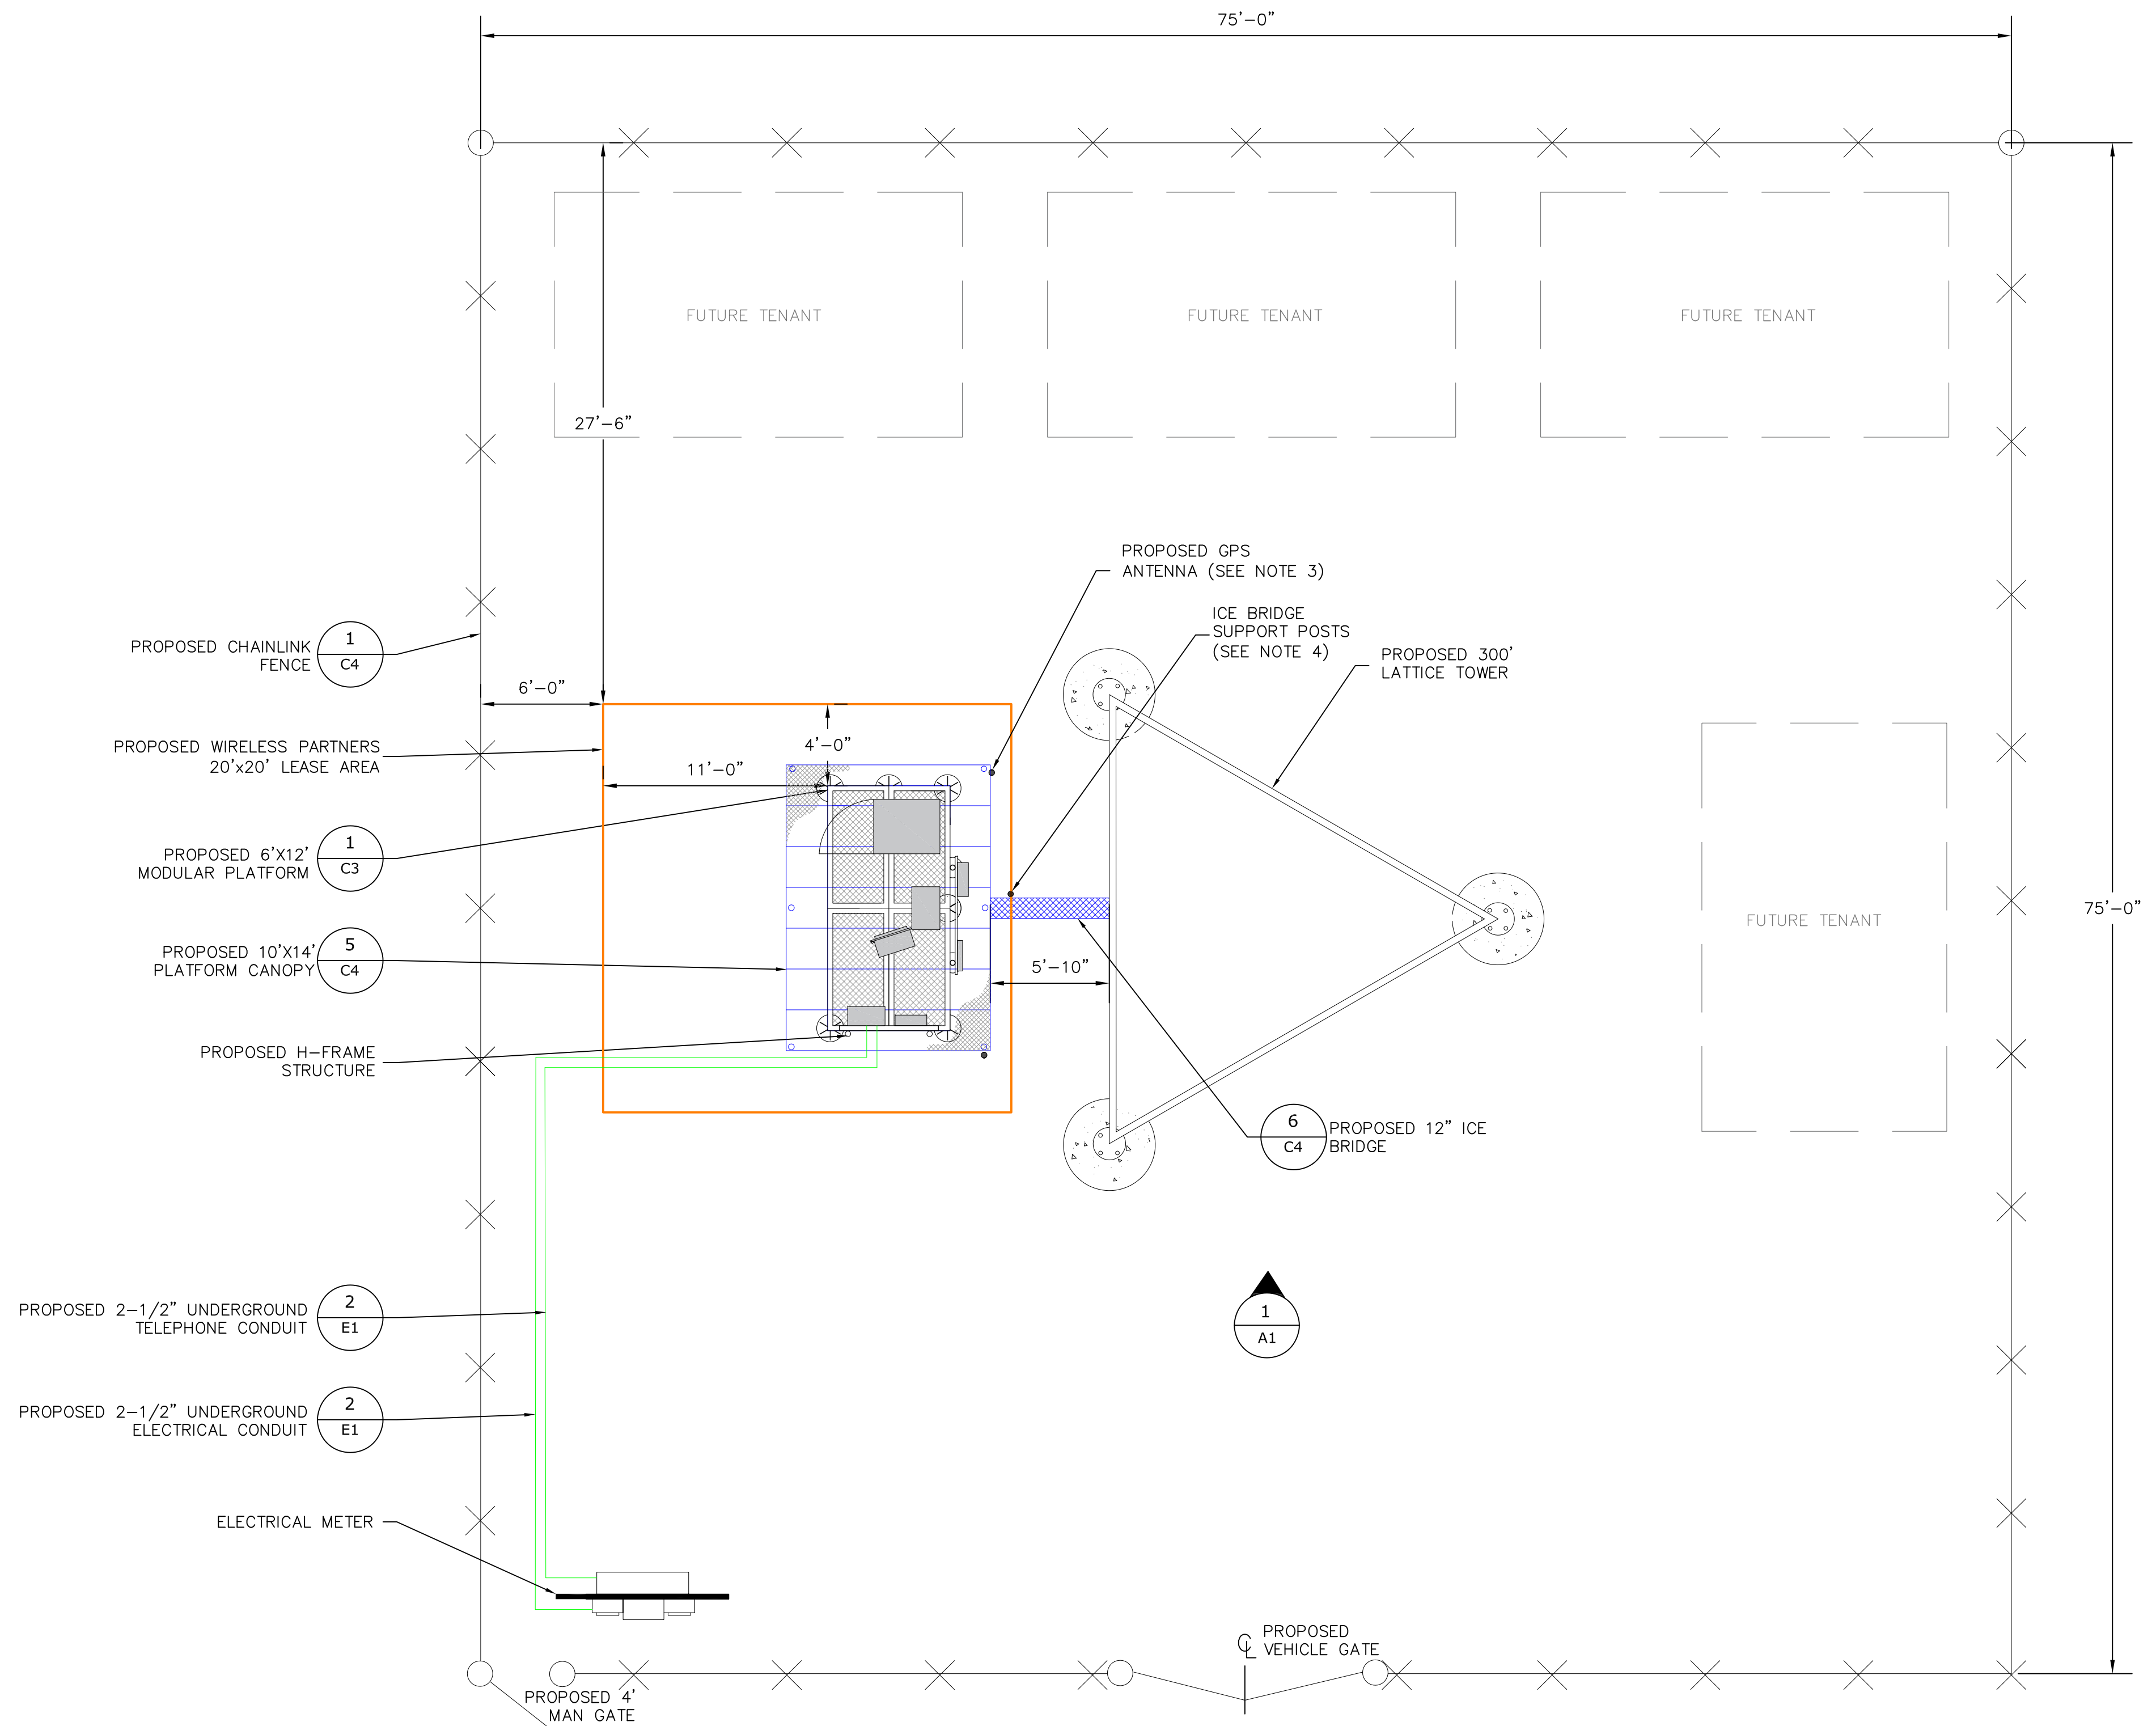 75'-0"
FUTURE TENANT
FUTURE TENANT
FUTURE TENANT
27'-6"
PROPOSED GPS
ANTENNA (SEE NOTE 3)
ICE BRIDGE
SUPPORT POSTS
(SEE NOTE 4)
PROPOSED CHAINLINK
FENCE
1
C4
PROPOSED 300'
LATTICE TOWER
6'-0"
PROPOSED WIRELESS PARTNERS
20'x20' LEASE AREA
4'-0"
11'-0"
PROPOSED 6'X12'
MODULAR PLATFORM
1
C3
75'-0"
FUTURE TENANT
PROPOSED 10'X14'
PLATFORM CANOPY
5
C4
5'-10"
PROPOSED H-FRAME
STRUCTURE
6
C4
PROPOSED 12" ICE
BRIDGE
PROPOSED 2-1/2" UNDERGROUND
TELEPHONE CONDUIT
2
E1
1
A1
PROPOSED 2-1/2" UNDERGROUND
ELECTRICAL CONDUIT
2
E1
ELECTRICAL METER
PROPOSED
VEHICLE GATE
PROPOSED 4'
MAN GATE